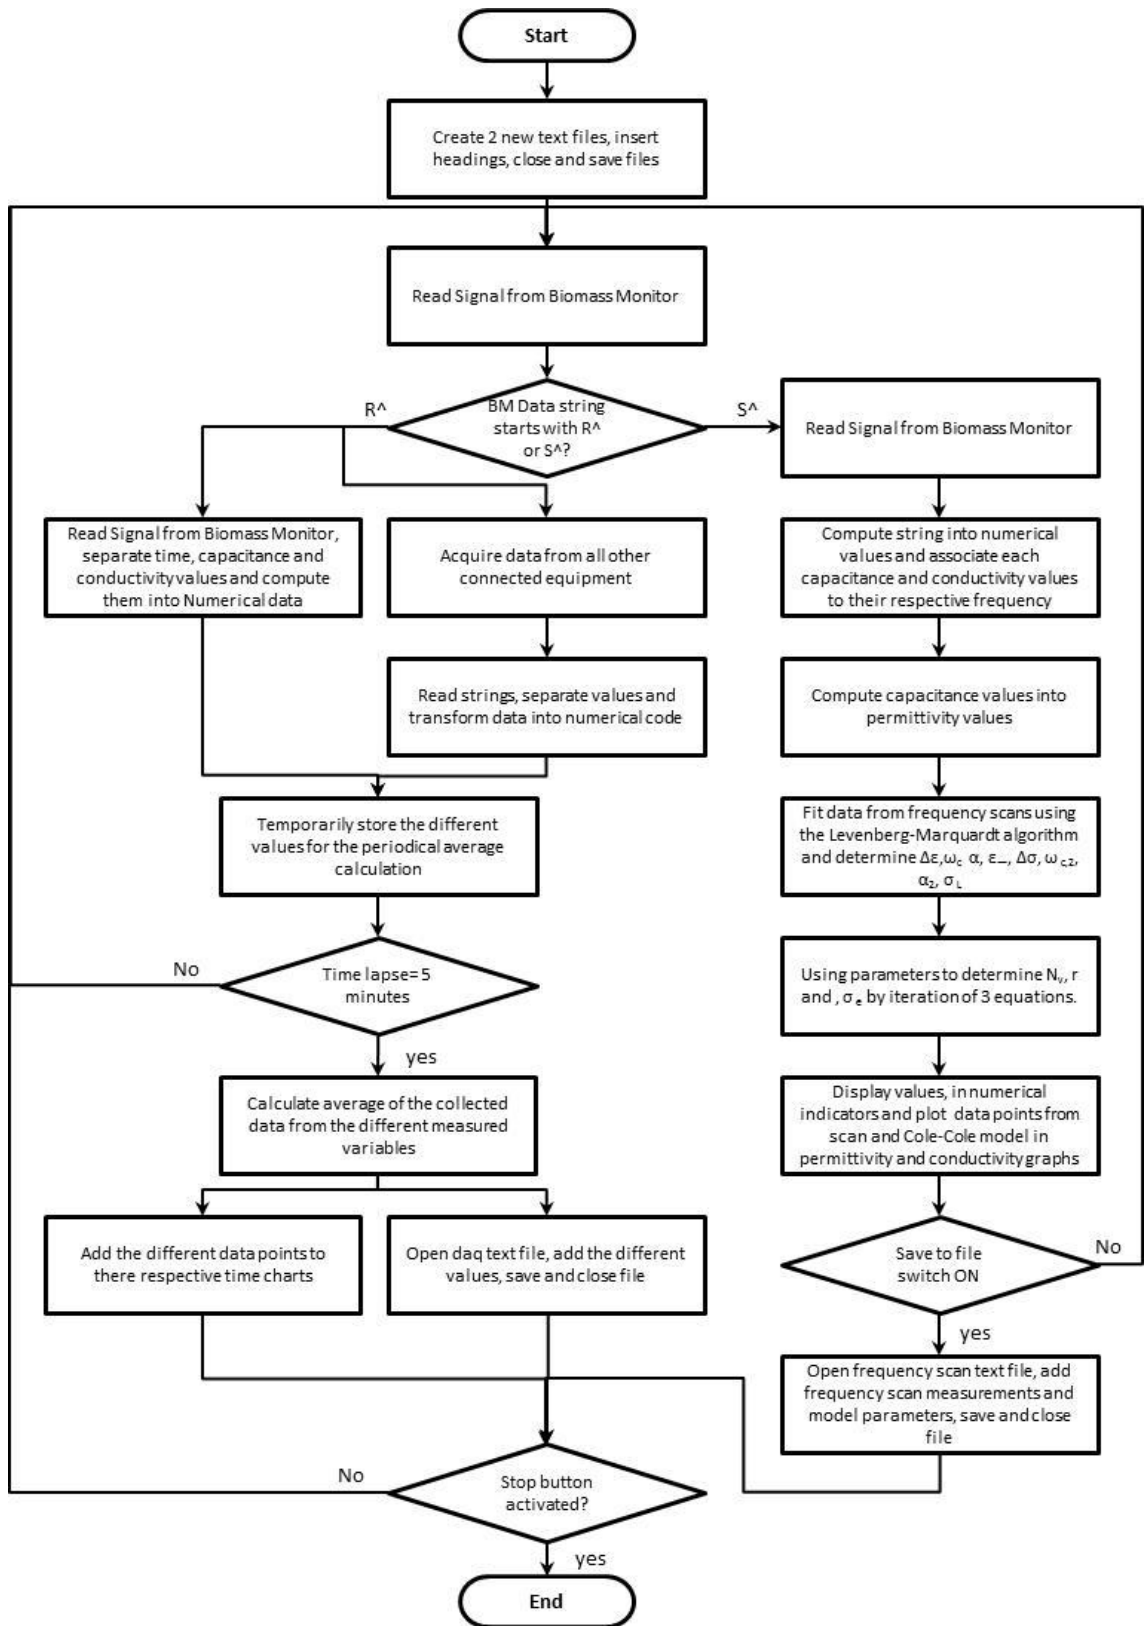 Start
Create 2 new text files, insert
headings, close and save files
Read Signal from Biomass Monitor
BM Data string
starts with R^
or S^?
R^
S^
Read Signal from Biomass Monitor
Read Signal from Biomass Monitor,
separate time, capacitance and
conductivity values and compute
them into Numerical data
Acquire data from all other
connected equipment
Compute string into numerical
values and associate each
capacitance and conductivity values
to their respective frequency
Read strings, separate values and
transform data into numerical code
Compute capacitance values into
permittivity values
Temporarily store the different
values for the periodical average
calculation
Fit data from frequency scans using
the Levenberg-Marquardt algorithm
and determine Δε,ω꜀ α, ε_, Δσ, ω c,2,
α₂, σ L
Time lapse= 5
minutes
No
yes
Using parameters to determine Nᵥ, r
and , σ e by iteration of 3 equations.
Calculate average of the collected
data from the different measured
variables
Display values, in numerical
indicators and plot data points from
scan and Cole-Cole model in
permittivity and conductivity graphs
Add the different data points to
there respective time charts
Open daq text file, add the different
values, save and close file
Save to file
switch ON
No
yes
Open frequency scan text file, add
frequency scan measurements and
model parameters, save and close
file
Stop button
activated?
No
yes
End